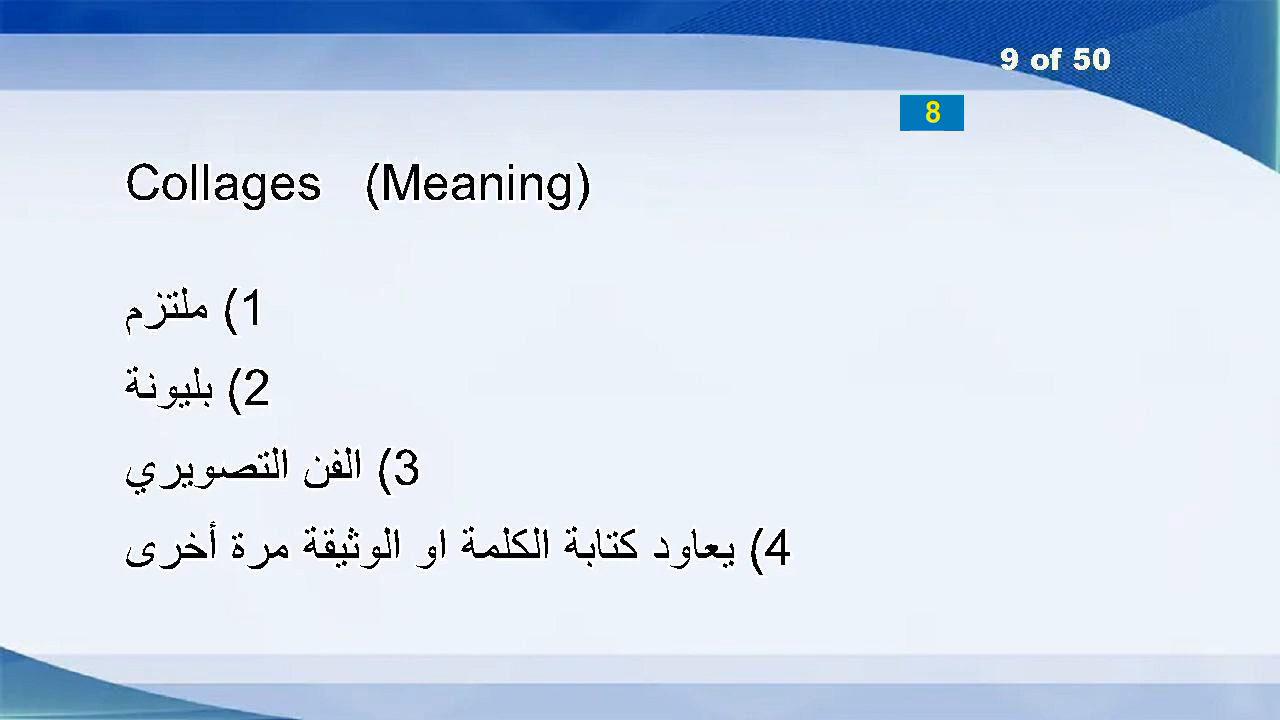 9 of 50
8
Collages (Meaning)
1) ملتزم
2) بليونة
3) الفن التصويري
4) يعاود كتابة الكلمة او الوثيقة مرة أخرى